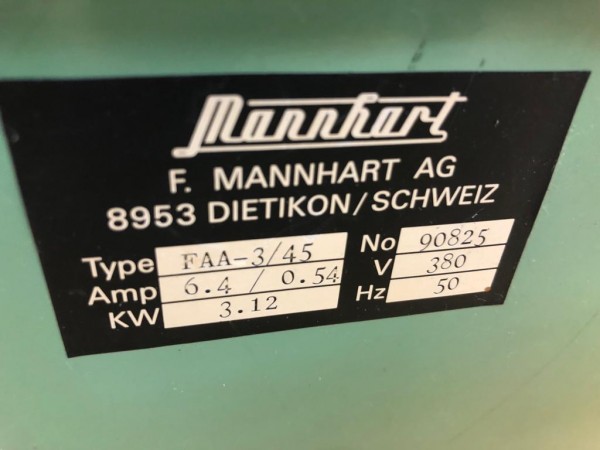 Mannhart
F. MANNHART AG
8953 DIETIKON/SCHWEIZ
Type FAA-3/45 No 90825
Amp 6.4 / 0.54 V 380
KW 3.12 Hz 50